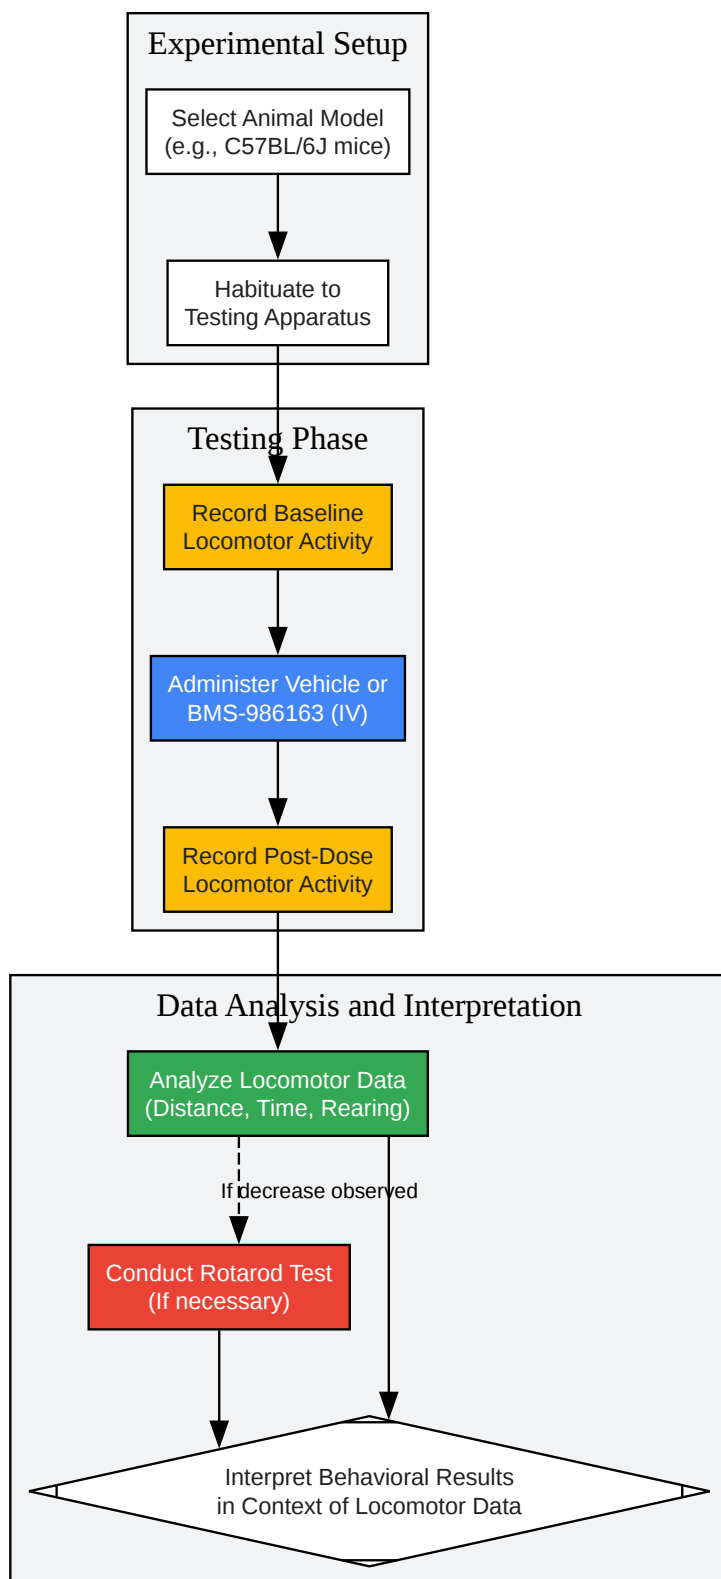 Experimental Setup
Select Animal Model
(e.g., C57BL/6J mice)
Habituate to
Testing Apparatus
Testing Phase
Record Baseline
Locomotor Activity
Administer Vehicle or
BMS-986163 (IV)
Record Post-Dose
Locomotor Activity
Data Analysis and Interpretation
Analyze Locomotor Data
(Distance, Time, Rearing)
If decrease observed
Conduct Rotarod Test
(If necessary)
Interpret Behavioral Results
in Context of Locomotor Data